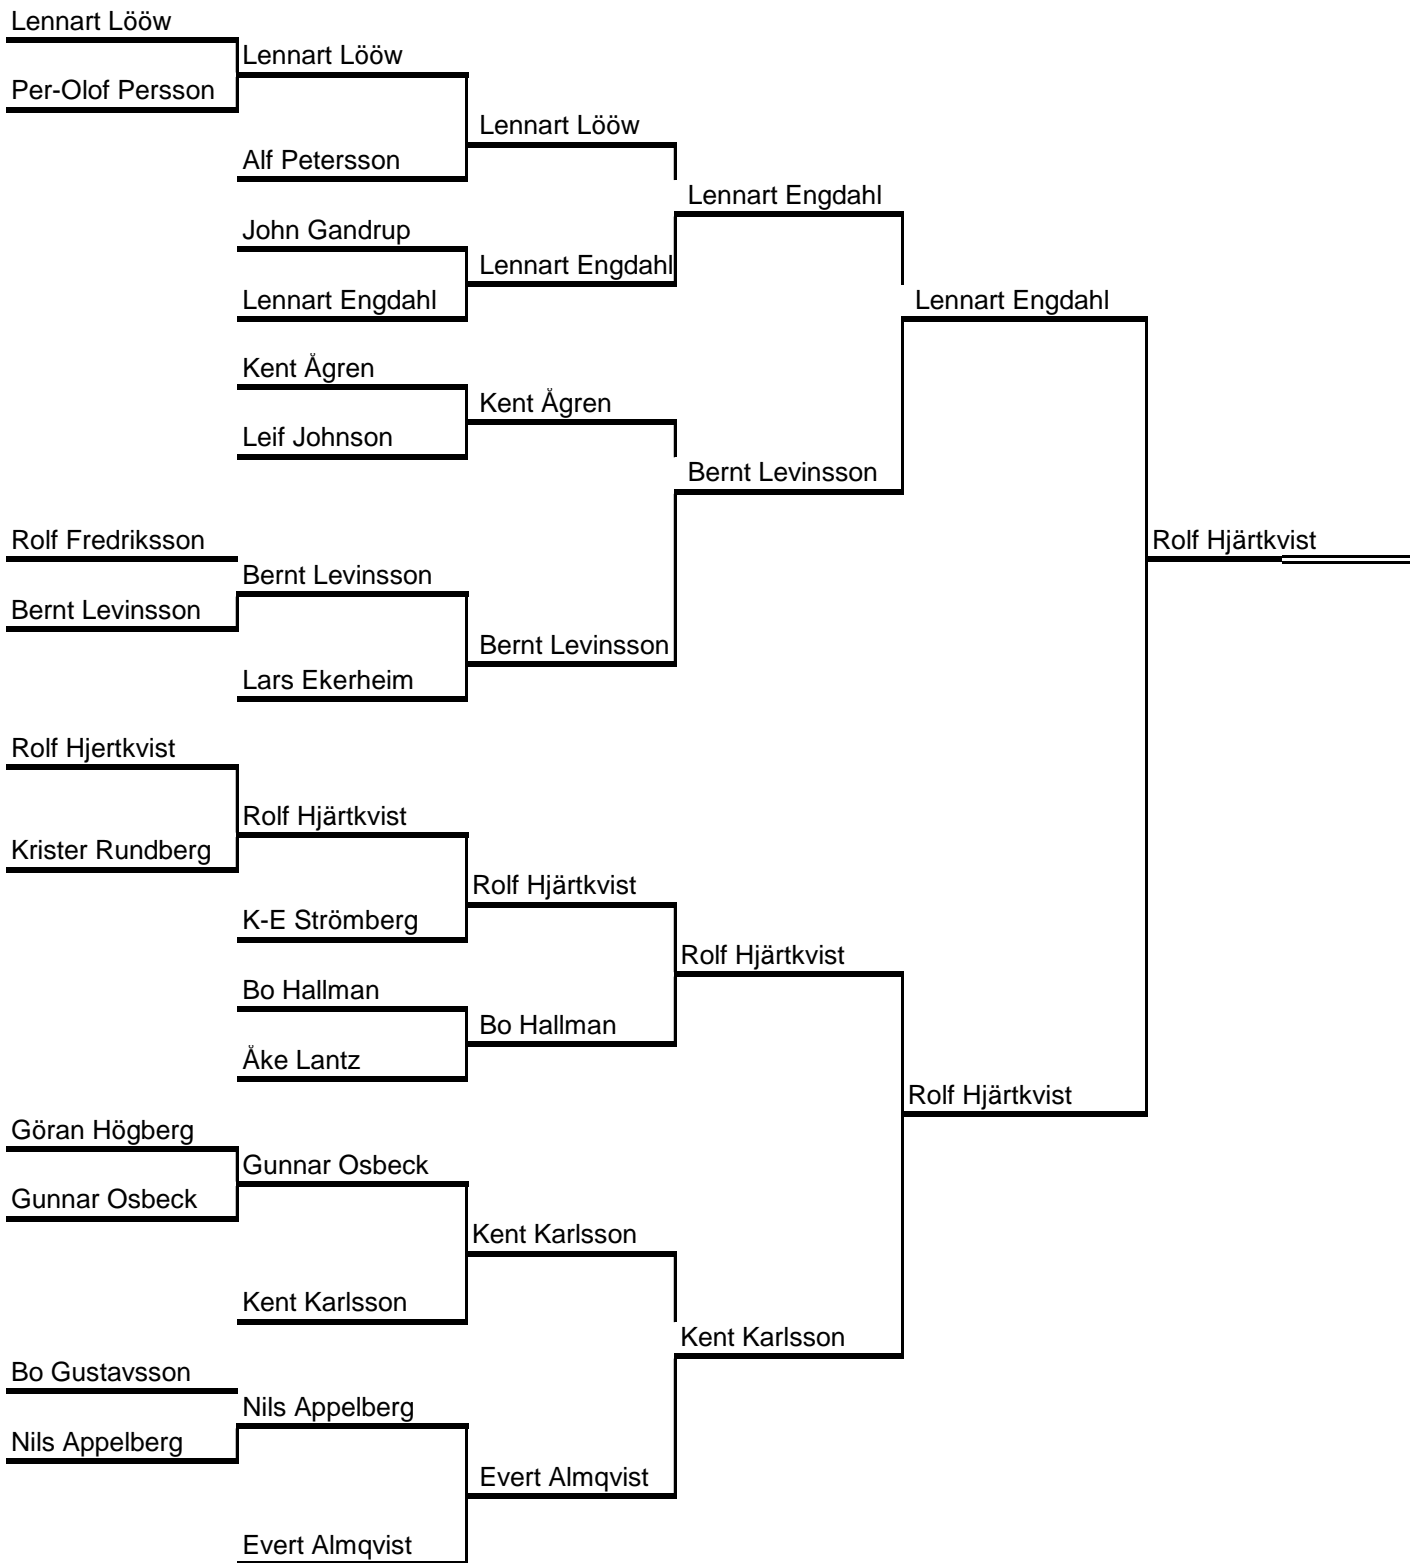 Lennart Lööw
Lennart Lööw
Per-Olof Persson
Lennart Lööw
Alf Petersson
Lennart Engdahl
John Gandrup
Lennart Engdahl
Lennart Engdahl
Lennart Engdahl
Kent Ågren
Kent Ågren
Leif Johnson
Bernt Levinsson
Rolf Fredriksson
Rolf Hjärtkvist
Bernt Levinsson
Bernt Levinsson
Bernt Levinsson
Lars Ekerheim
Rolf Hjertkvist
Rolf Hjärtkvist
Krister Rundberg
Rolf Hjärtkvist
K-E Strömberg
Rolf Hjärtkvist
Bo Hallman
Bo Hallman
Åke Lantz
Rolf Hjärtkvist
Göran Högberg
Gunnar Osbeck
Gunnar Osbeck
Kent Karlsson
Kent Karlsson
Kent Karlsson
Bo Gustavsson
Nils Appelberg
Nils Appelberg
Evert Almqvist
Evert Almqvist